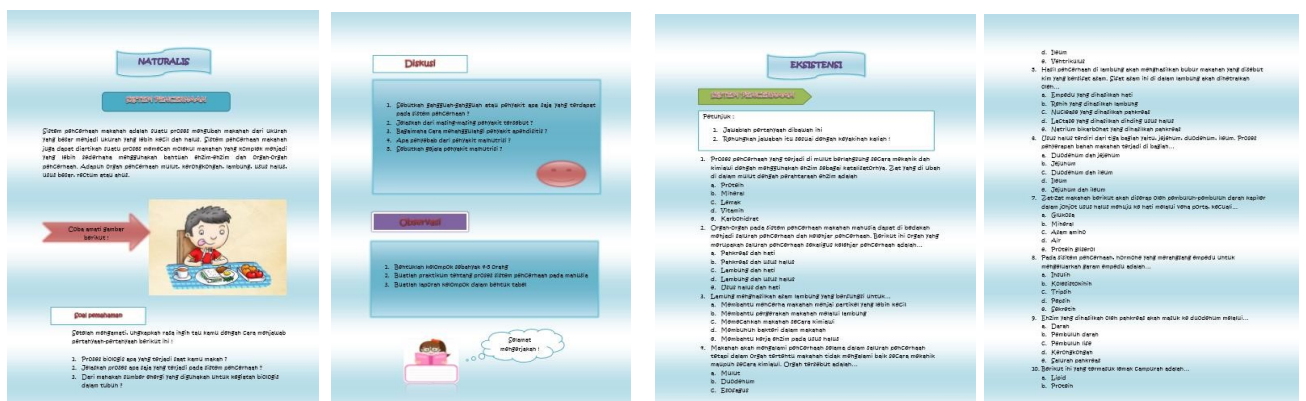 NATURALIS
SISTEM PENCERNAAN
Sistem pencernaan makanan adalah suatu proses mengubah makanan dari ukuran
yang besar menjadi ukuran yang lebih kecil dan halus. Sistem pencernaan makanan
juga dapat diartikan suatu proses memecah molekul makanan yang komplek menjadi
yang lebih sederhana menggunakan bantuan enzim-enzim dan organ-organ
pencernaan. Adapun organ pencernaan mulut, kerongkongan, lambung, usus halus,
usus besar, rectum atau anus.
Coba amati gambar
berikut !
Soal pemahaman
Setelah mengamati, ungkapkan rasa ingin tau kamu dengan cara menjawab
pertanyaan-pertanyaan berikut ini :
1. Proses biologis apa yang terjadi saat kamu makan ?
2. Jelaskan proses apa saja yang terjadi pada sistem pencernaan ?
3. Dari makanan sumber energi yang digunakan untuk kegiatan biologis
dalam tubuh ?
Diskusi
1. Sebutkan gangguan-gangguan atau penyakit apa saja yang terdapat
pada sistem pencernaan ?
2. Jelaskan dari masing-masing penyakit tersebut ?
3. Bagaimana cara menanggulangi penyakit apendisitis ?
4. Apa penyebab dari penyakit malnutrisi ?
5. Sebutkan gejala penyakit malnutrisi ?
Observasi
1. Bentuklah kelompok sebanyak 4-5 orang
2. Buatlah praktikum tentang proses sistem pencernaan pada manusia
3. Buatlah laporan kelompok dalam bentuk tabel
Selamat
mengerjakan !
EKSISTENSI
SISTEM PENCERNAAN
Petunjuk :
1. Jawablah pertanyaan dibawah ini
2. Renungkan jawaban itu sesuai dengan keyakinan kalian !
1. Proses pencernaan yang terjadi di mulut berlangsung secara mekanik dan
kimiawi dengan menggunakan enzim sebagai katalisatornya. Zat yang di ubah
di dalam mulut dengan perantaraan enzim adalah
a. Protein
b. Mineral
c. Lemak
d. Vitamin
e. Karbohidrat
2. Organ-organ pada sistem pencernaan makanan manusia dapat di bedakan
menjadi saluran pencernaan dan kelenjar pencernaan. Berikut ini organ yang
merupakan saluran pencernaan sekaligus kelenjar pencernaan adalah...
a. Pankreas dan hati
b. Pankreas dan usus halus
c. Lambung dan hati
d. Lambung dan usus halus
e. Usus halus dan hati
3. Lamung menghasilkan asam lambung yang berfungsi untuk...
a. Membantu mencerna makanan menjai partikel yang lebih kecil
b. Membantu pergerakan makanan melalui lambung
c. Memecahkan makanan secara kimiawi
d. Membunuh bakteri dalam makanan
e. Membantu kerja enzim pada usus halus
4. Makanan akan mengalami pencernaan selama dalam saluran pencernaan
tetapi dalam organ tertentu makanan tidak mengalami baik secara mekanik
maupun secara kimiawi. Organ tersebut adalah...
a. Mulut
b. Duodenum
c. Esofagus
d. Ileum
e. Ventrikulus
5. Hasil pencernaan di lambung akan menghasilkan bubur makanan yang disebut
kim yang bersifat asam. Sifat asam ini di dalam lambung akan dinetralkan
oleh...
a. Empedu yang dihasilkan hati
b. Renin yang dihasilkan lambung
c. Nuclease yang dihasilkan pankreas
d. Lactase yang dihasilkan dinding usus halus
e. Natrium bikarbonat yang dihasilkan pankreas
6. Usus halus terdiri dari tiga bagian yaitu, jejenum, duodenum, ileum. Proses
penyerapan bahan makanan terjadi di bagian...
a. Duodenum dan jejenum
b. Jejunum
c. Duodenum dan ileum
d. Ileum
e. Jejunum dan ileum
7. Zat-zat makanan berikut akan diserap oleh pembuluh-pembuluh darah kapiler
dalam jonjot usus halus menuju ke hati melalui vena porta, kecuali...
a. Glukosa
b. Mineral
c. Asam amino
d. Air
e. Protein gliserol
8. Pada sistem pencernaan, hormone yang merangsang empedu untuk
mengeluarkan garam empedu adalah...
a. Insulin
b. Kolesistokinin
c. Tripsin
d. Pepsin
e. Sekretin
9. Enzim yang dihasilkan oleh pankreas akan masuk ke duodenum melalui...
a. Darah
b. Pembuluh darah
c. Pembuluh lise
d. Kerongkongan
e. Saluran pankreas
10. Berikut ini yang termasuk lemak campuran adalah...
a. Lipid
b. Protein